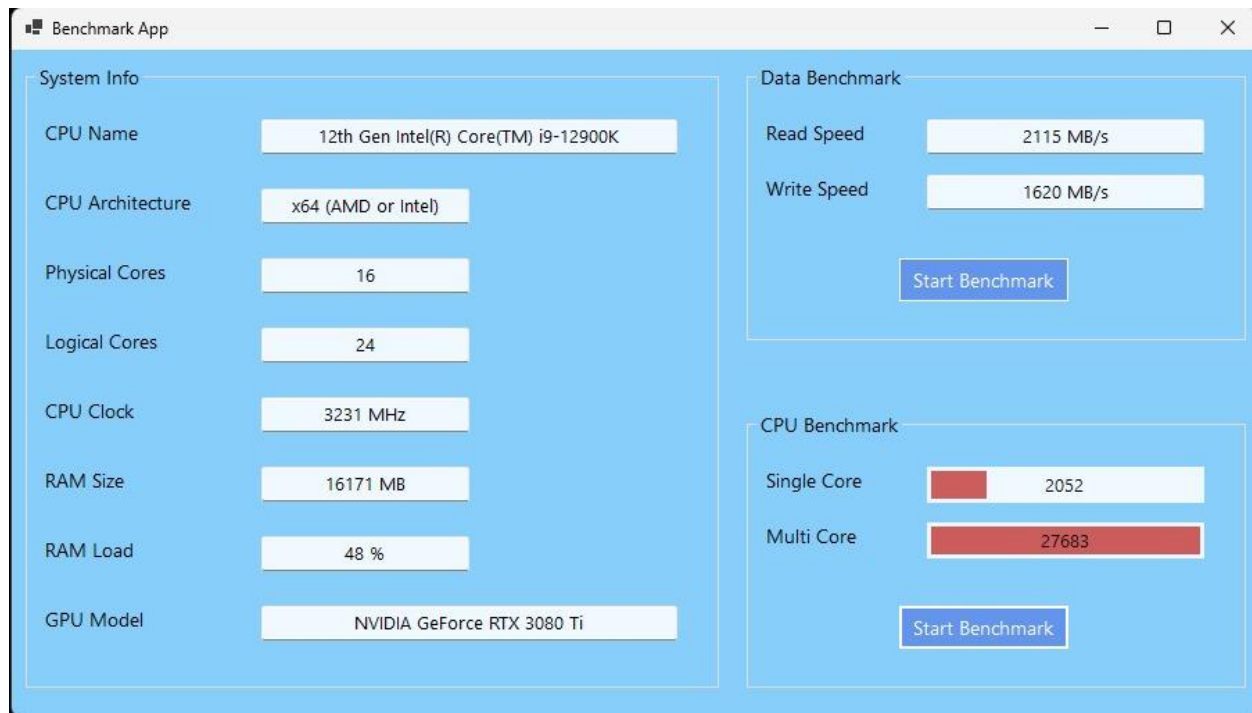 Benchmark App
System Info
CPU Name 12th Gen Intel(R) Core(TM) i9-12900K
CPU Architecture x64 (AMD or Intel)
Physical Cores 16
Logical Cores 24
CPU Clock 3231 MHz
RAM Size 16171 MB
RAM Load 48 %
GPU Model NVIDIA GeForce RTX 3080 Ti
Data Benchmark
Read Speed 2115 MB/s
Write Speed 1620 MB/s
Start Benchmark
CPU Benchmark
Single Core 2052
Multi Core 27683
Start Benchmark